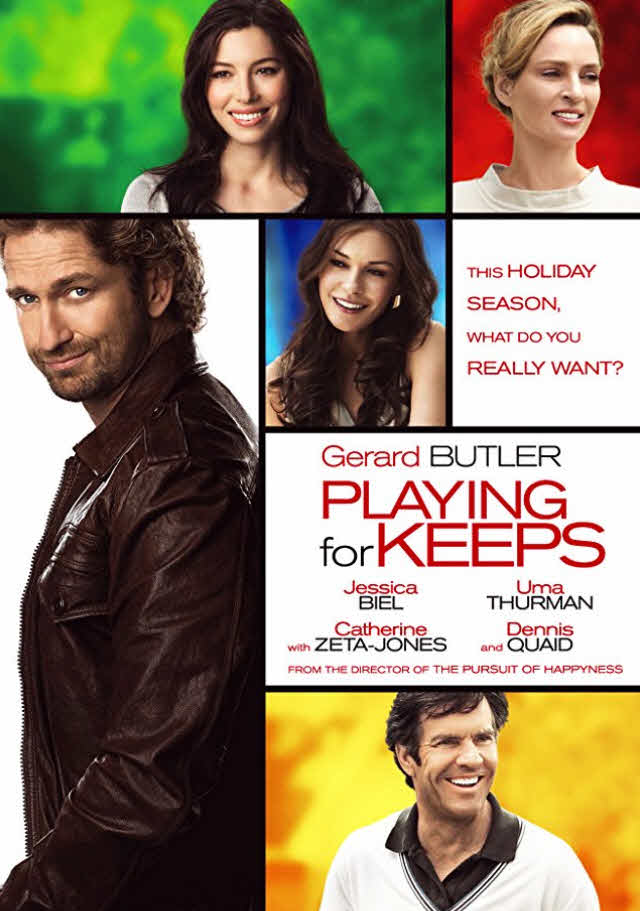 THIS HOLIDAY
SEASON,
WHAT DO YOU
REALLY WANT?
Gerard BUTLER
PLAYING
for KEEPS
Jessica BIEL
Uma THURMAN
with Catherine ZETA-JONES
and Dennis QUAID
FROM THE DIRECTOR OF THE PURSUIT OF HAPPYNESS